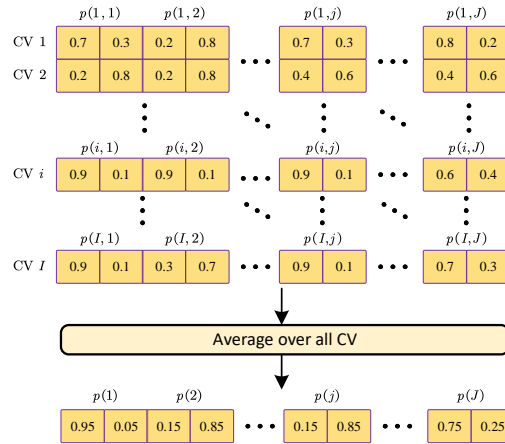 p(1, 1) p(1, 2) p(1, j) p(1, J)
CV 1 0.7 0.3 0.2 0.8 ••• 0.7 0.3 ••• 0.8 0.2
CV 2 0.2 0.8 0.2 0.8 0.4 0.6 0.4 0.6
p(i, 1) p(i, 2) p(i, j) p(i, J)
CV i 0.9 0.1 0.9 0.1 ••• 0.9 0.1 ••• 0.6 0.4
p(I, 1) p(I, 2) p(I, j) p(I, J)
CV I 0.9 0.1 0.3 0.7 ••• 0.9 0.1 ••• 0.7 0.3
Average over all CV
p(1) p(2) p(j) p(J)
0.95 0.05 0.15 0.85 ••• 0.15 0.85 ••• 0.75 0.25